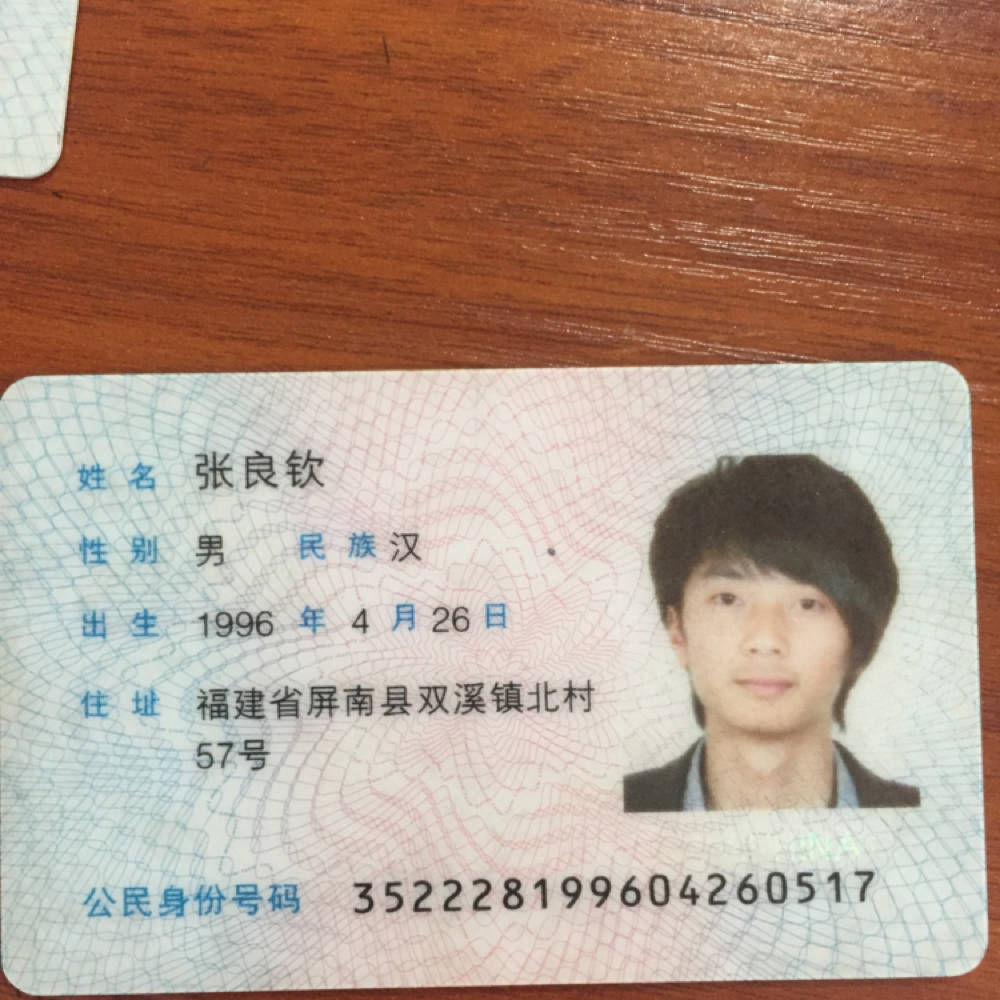 姓名 张良钦
性别 男 民族 汉
出生 1996 年 4 月 26 日
住址 福建省屏南县双溪镇北村
57号
公民身份号码 352228199604260517